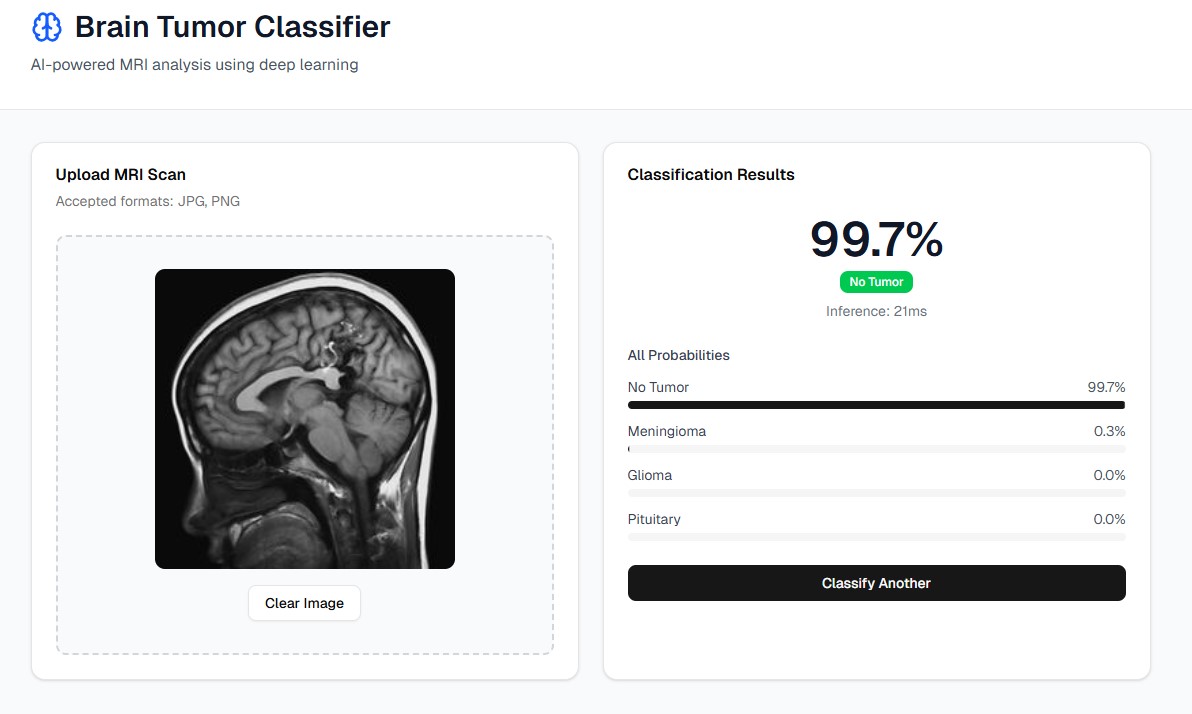 Brain Tumor Classifier
AI-powered MRI analysis using deep learning
Upload MRI Scan
Accepted formats: JPG, PNG
Clear Image
Classification Results
99.7%
No Tumor
Inference: 21ms
All Probabilities
No Tumor 99.7%
Meningioma 0.3%
Glioma 0.0%
Pituitary 0.0%
Classify Another